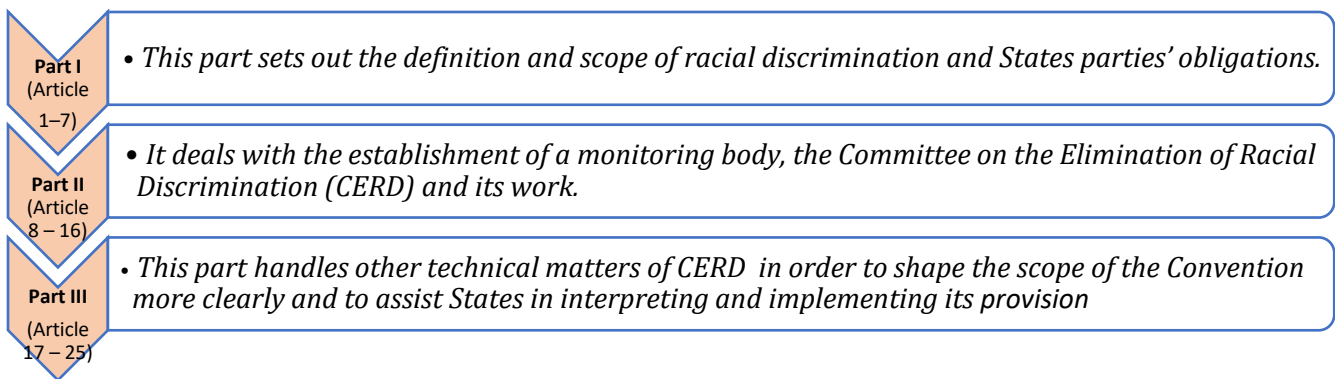 Part I
(Article
1–7)
• This part sets out the definition and scope of racial discrimination and States parties’ obligations.
Part II
(Article
8 – 16)
• It deals with the establishment of a monitoring body, the Committee on the Elimination of Racial
Discrimination (CERD) and its work.
Part III
(Article
17 – 25)
• This part handles other technical matters of CERD in order to shape the scope of the Convention
more clearly and to assist States in interpreting and implementing its provision